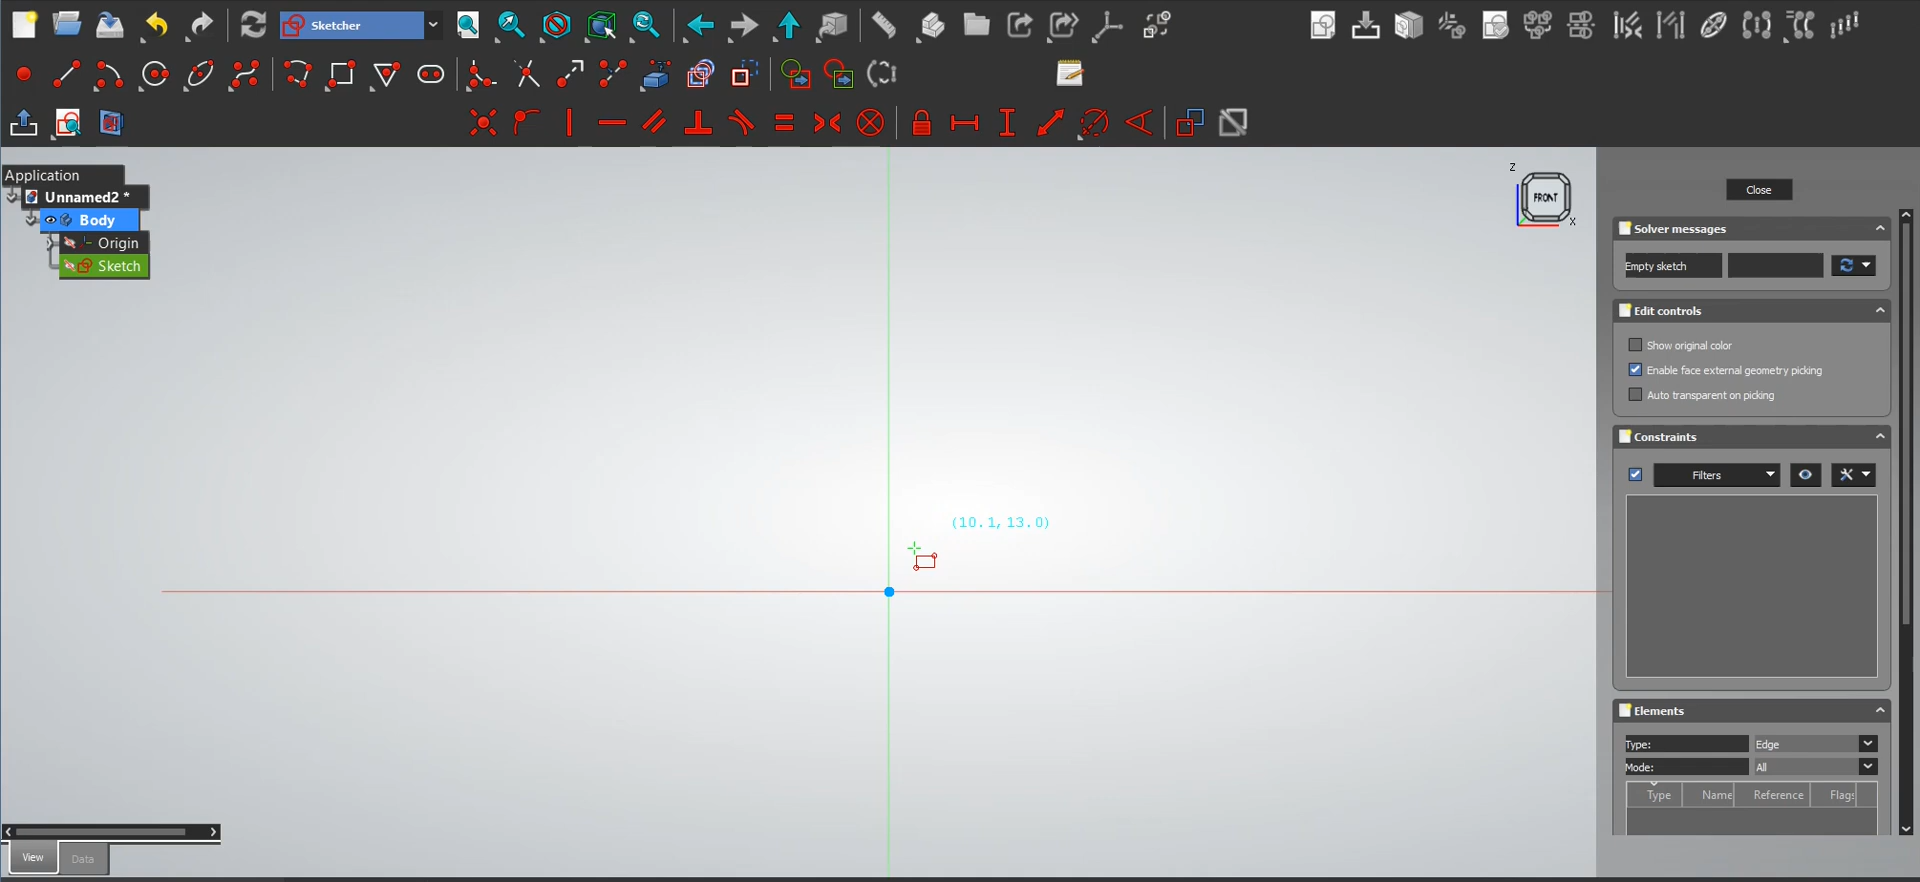 Sketcher
Application
Unnamed2 *
Body
Origin
Sketch
Z
FRONT
X
Close
Solver messages
Empty sketch
Edit controls
Show original color
Enable face external geometry picking
Auto transparent on picking
Constraints
Filters
(10.1,13.0)
Elements
Type: Edge
Mode: All
Type Name Reference Flags
View Data